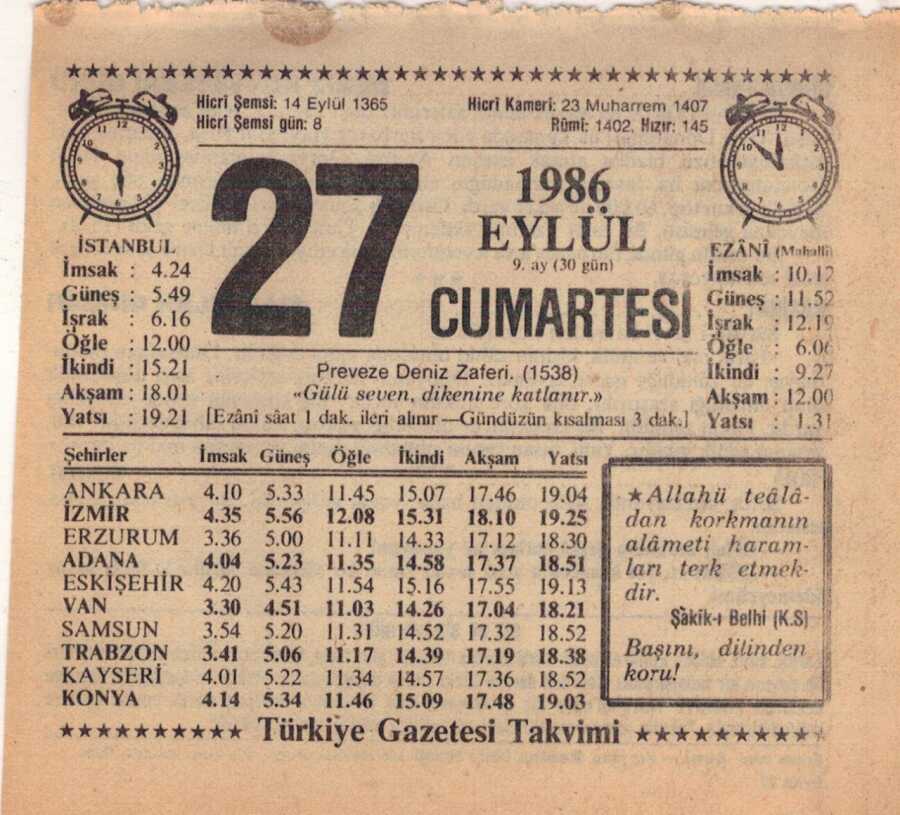 Hicrî Şemsî: 14 Eylül 1365
Hicrî Şemsî gün: 8
Hicrî Kamerî: 23 Muharrem 1407
Rûmî: 1402, Hızır: 145
27
1986
EYLÜL
9. ay (30 gün)
CUMARTESİ
İSTANBUL
İmsak : 4.24
Güneş : 5.49
İşrak : 6.16
Öğle : 12.00
İkindi : 15.21
Akşam : 18.01
Yatsı : 19.21
EZÂNÎ (Mahallî)
İmsak : 10.12
Güneş : 11.52
İşrak : 12.19
Öğle : 6.06
İkindi : 9.27
Akşam : 12.00
Yatsı : 1.31
Preveze Deniz Zaferi. (1538)
«Gülü seven, dikenine katlanır.»
[Ezânî sâat 1 dak. ileri alınır—Gündüzün kısalması 3 dak.]
Şehirler İmsak Güneş Öğle İkindi Akşam Yatsı
ANKARA 4.10 5.33 11.45 15.07 17.46 19.04
İZMİR 4.35 5.56 12.08 15.31 18.10 19.25
ERZURUM 3.36 5.00 11.11 14.33 17.12 18.30
ADANA 4.04 5.23 11.35 14.58 17.37 18.51
ESKİŞEHİR 4.20 5.43 11.54 15.16 17.55 19.13
VAN 3.30 4.51 11.03 14.26 17.04 18.21
SAMSUN 3.54 5.20 11.31 14.52 17.32 18.52
TRABZON 3.41 5.06 11.17 14.39 17.19 18.38
KAYSERİ 4.01 5.22 11.34 14.57 17.36 18.52
KONYA 4.14 5.34 11.46 15.09 17.48 19.03
★Allahü teâlâ-
dan korkmanın
alâmeti haram-
ları terk etmek-
dir.
Şàkîk-ı Belhi (K.S)
Başını, dilinden
koru!
★★★★★★★★★★ Türkiye Gazetesi Takvimi ★★★★★★★★★★